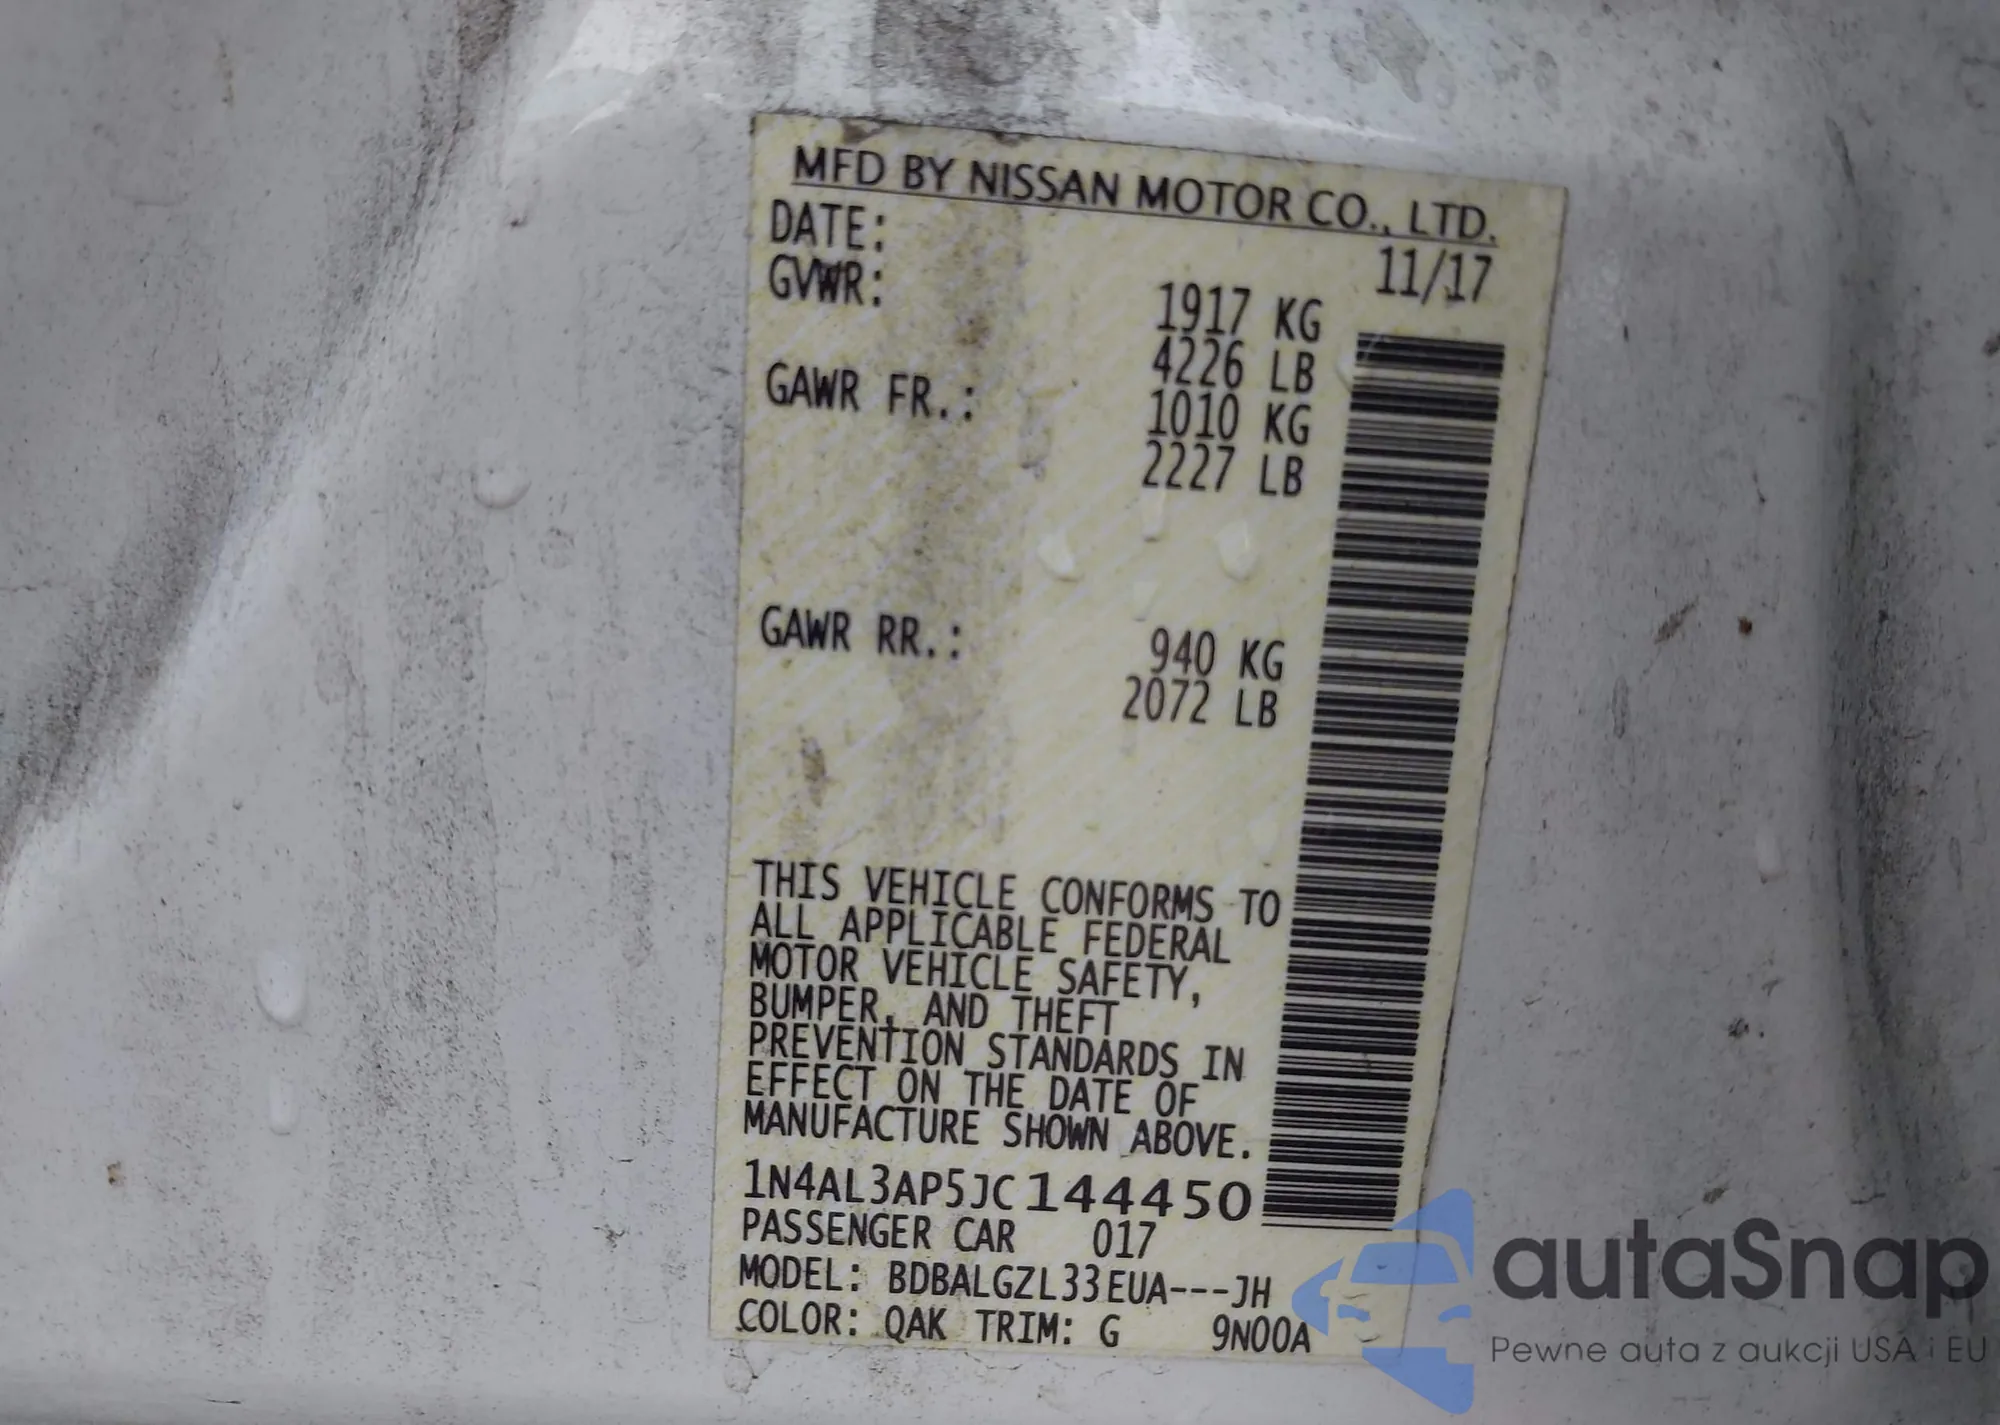 MFD BY NISSAN MOTOR CO., LTD.
DATE: 11/17
GVWR: 1917 KG
4226 LB
GAWR FR.: 1010 KG
2227 LB
GAWR RR.: 940 KG
2072 LB
THIS VEHICLE CONFORMS TO
ALL APPLICABLE FEDERAL
MOTOR VEHICLE SAFETY,
BUMPER, AND THEFT
PREVENTION STANDARDS IN
EFFECT ON THE DATE OF
MANUFACTURE SHOWN ABOVE.
1N4AL3AP5JC144450
PASSENGER CAR 017
MODEL: BDBALGZL33EUA---JH
COLOR: QAK TRIM: G 9N00A
autaSnap
Pewne auta z aukcji USA i EU